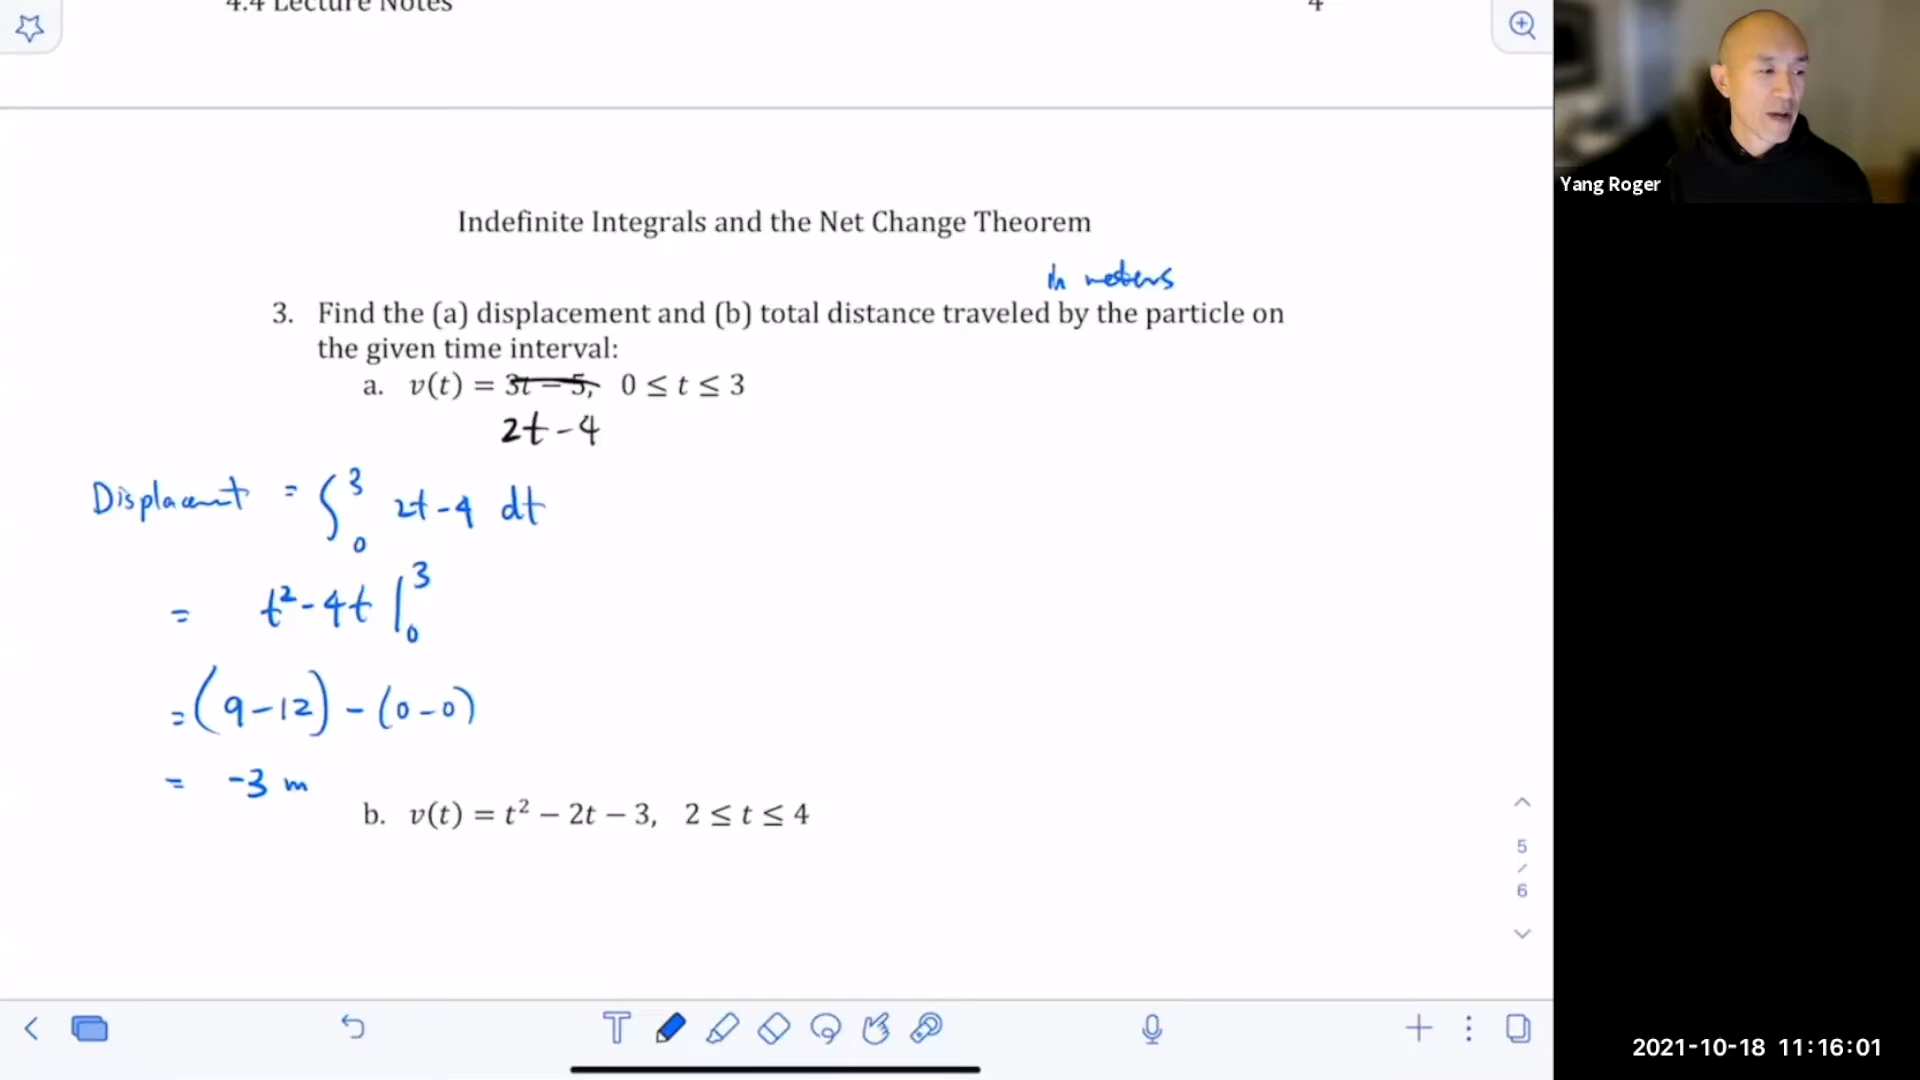 4.4 Lecture Notes 4
Indefinite Integrals and the Net Change Theorem
in meters
3. Find the (a) displacement and (b) total distance traveled by the particle on
the given time interval:
a. v(t) = 3t − 5, 0 ≤ t ≤ 3
2t - 4
Displacemt = ∫₀³ 2t - 4 dt
= t² - 4t |₀³
= (9 - 12) - (0 - 0)
= -3 m
b. v(t) = t² − 2t − 3, 2 ≤ t ≤ 4
5
/
6
T
Yang Roger
2021-10-18 11:16:01